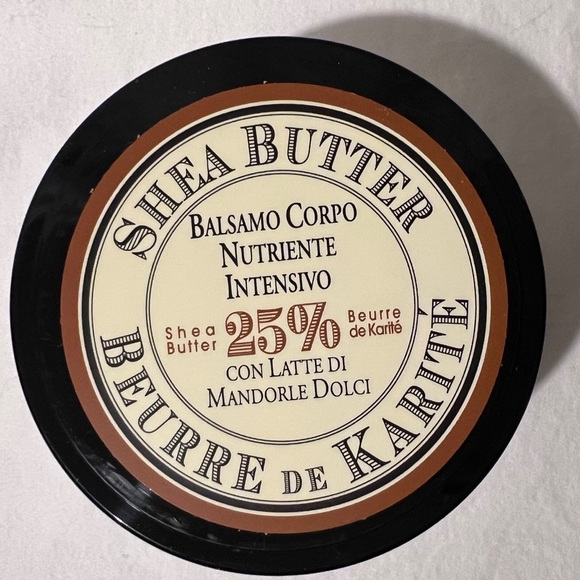 SHEA BUTTER
BALSAMO CORPO
NUTRIENTE
INTENSIVO
Shea Butter 25% Beurre de Karité
CON LATTE DI
MANDORLE DOLCI
BEURRE DE KARITÉ